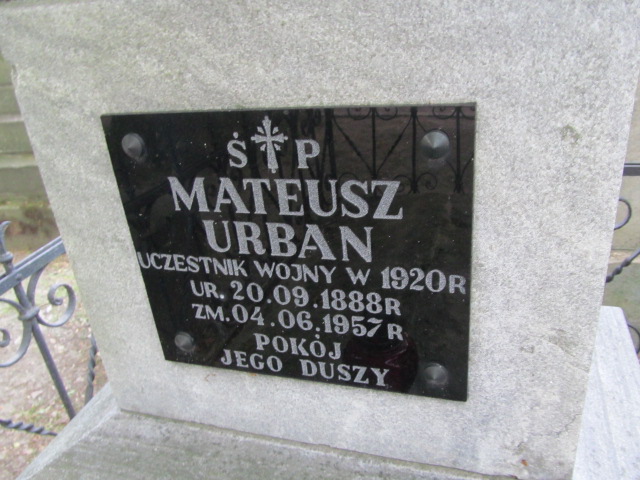 Ś P
MATEUSZ
URBAN
UCZESTNIK WOJNY W 1920R
UR. 20.09.1888R
ZM.04.06.1957R
POKÓJ
JEGO DUSZY